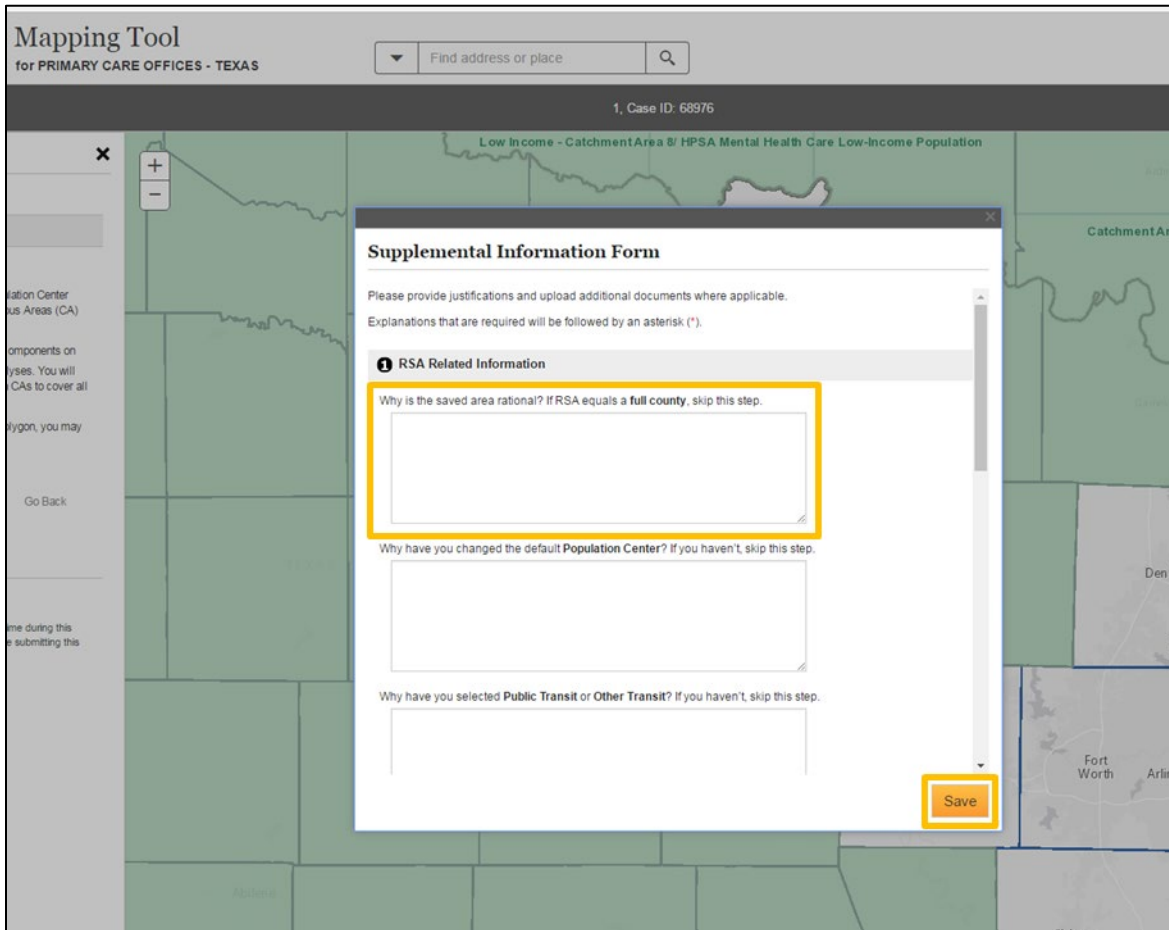 Mapping Tool
for PRIMARY CARE OFFICES - TEXAS
Find address or place
1, Case ID: 68976
Low Income - Catchment Area 8/ HPSA Mental Health Care Low-Income Population
+
−
Catchment Ar
lation Center
us Areas (CA)
omponents on
lyses. You will
CAs to cover all
olygon, you may
Go Back
ime during this
e submitting this
Supplemental Information Form
Please provide justifications and upload additional documents where applicable.
Explanations that are required will be followed by an asterisk (*).
1 RSA Related Information
Why is the saved area rational? If RSA equals a full county, skip this step.
Why have you changed the default Population Center? If you haven't, skip this step.
Why have you selected Public Transit or Other Transit? If you haven't, skip this step.
Save
Den
Fort
Worth
Arlin
Abilene